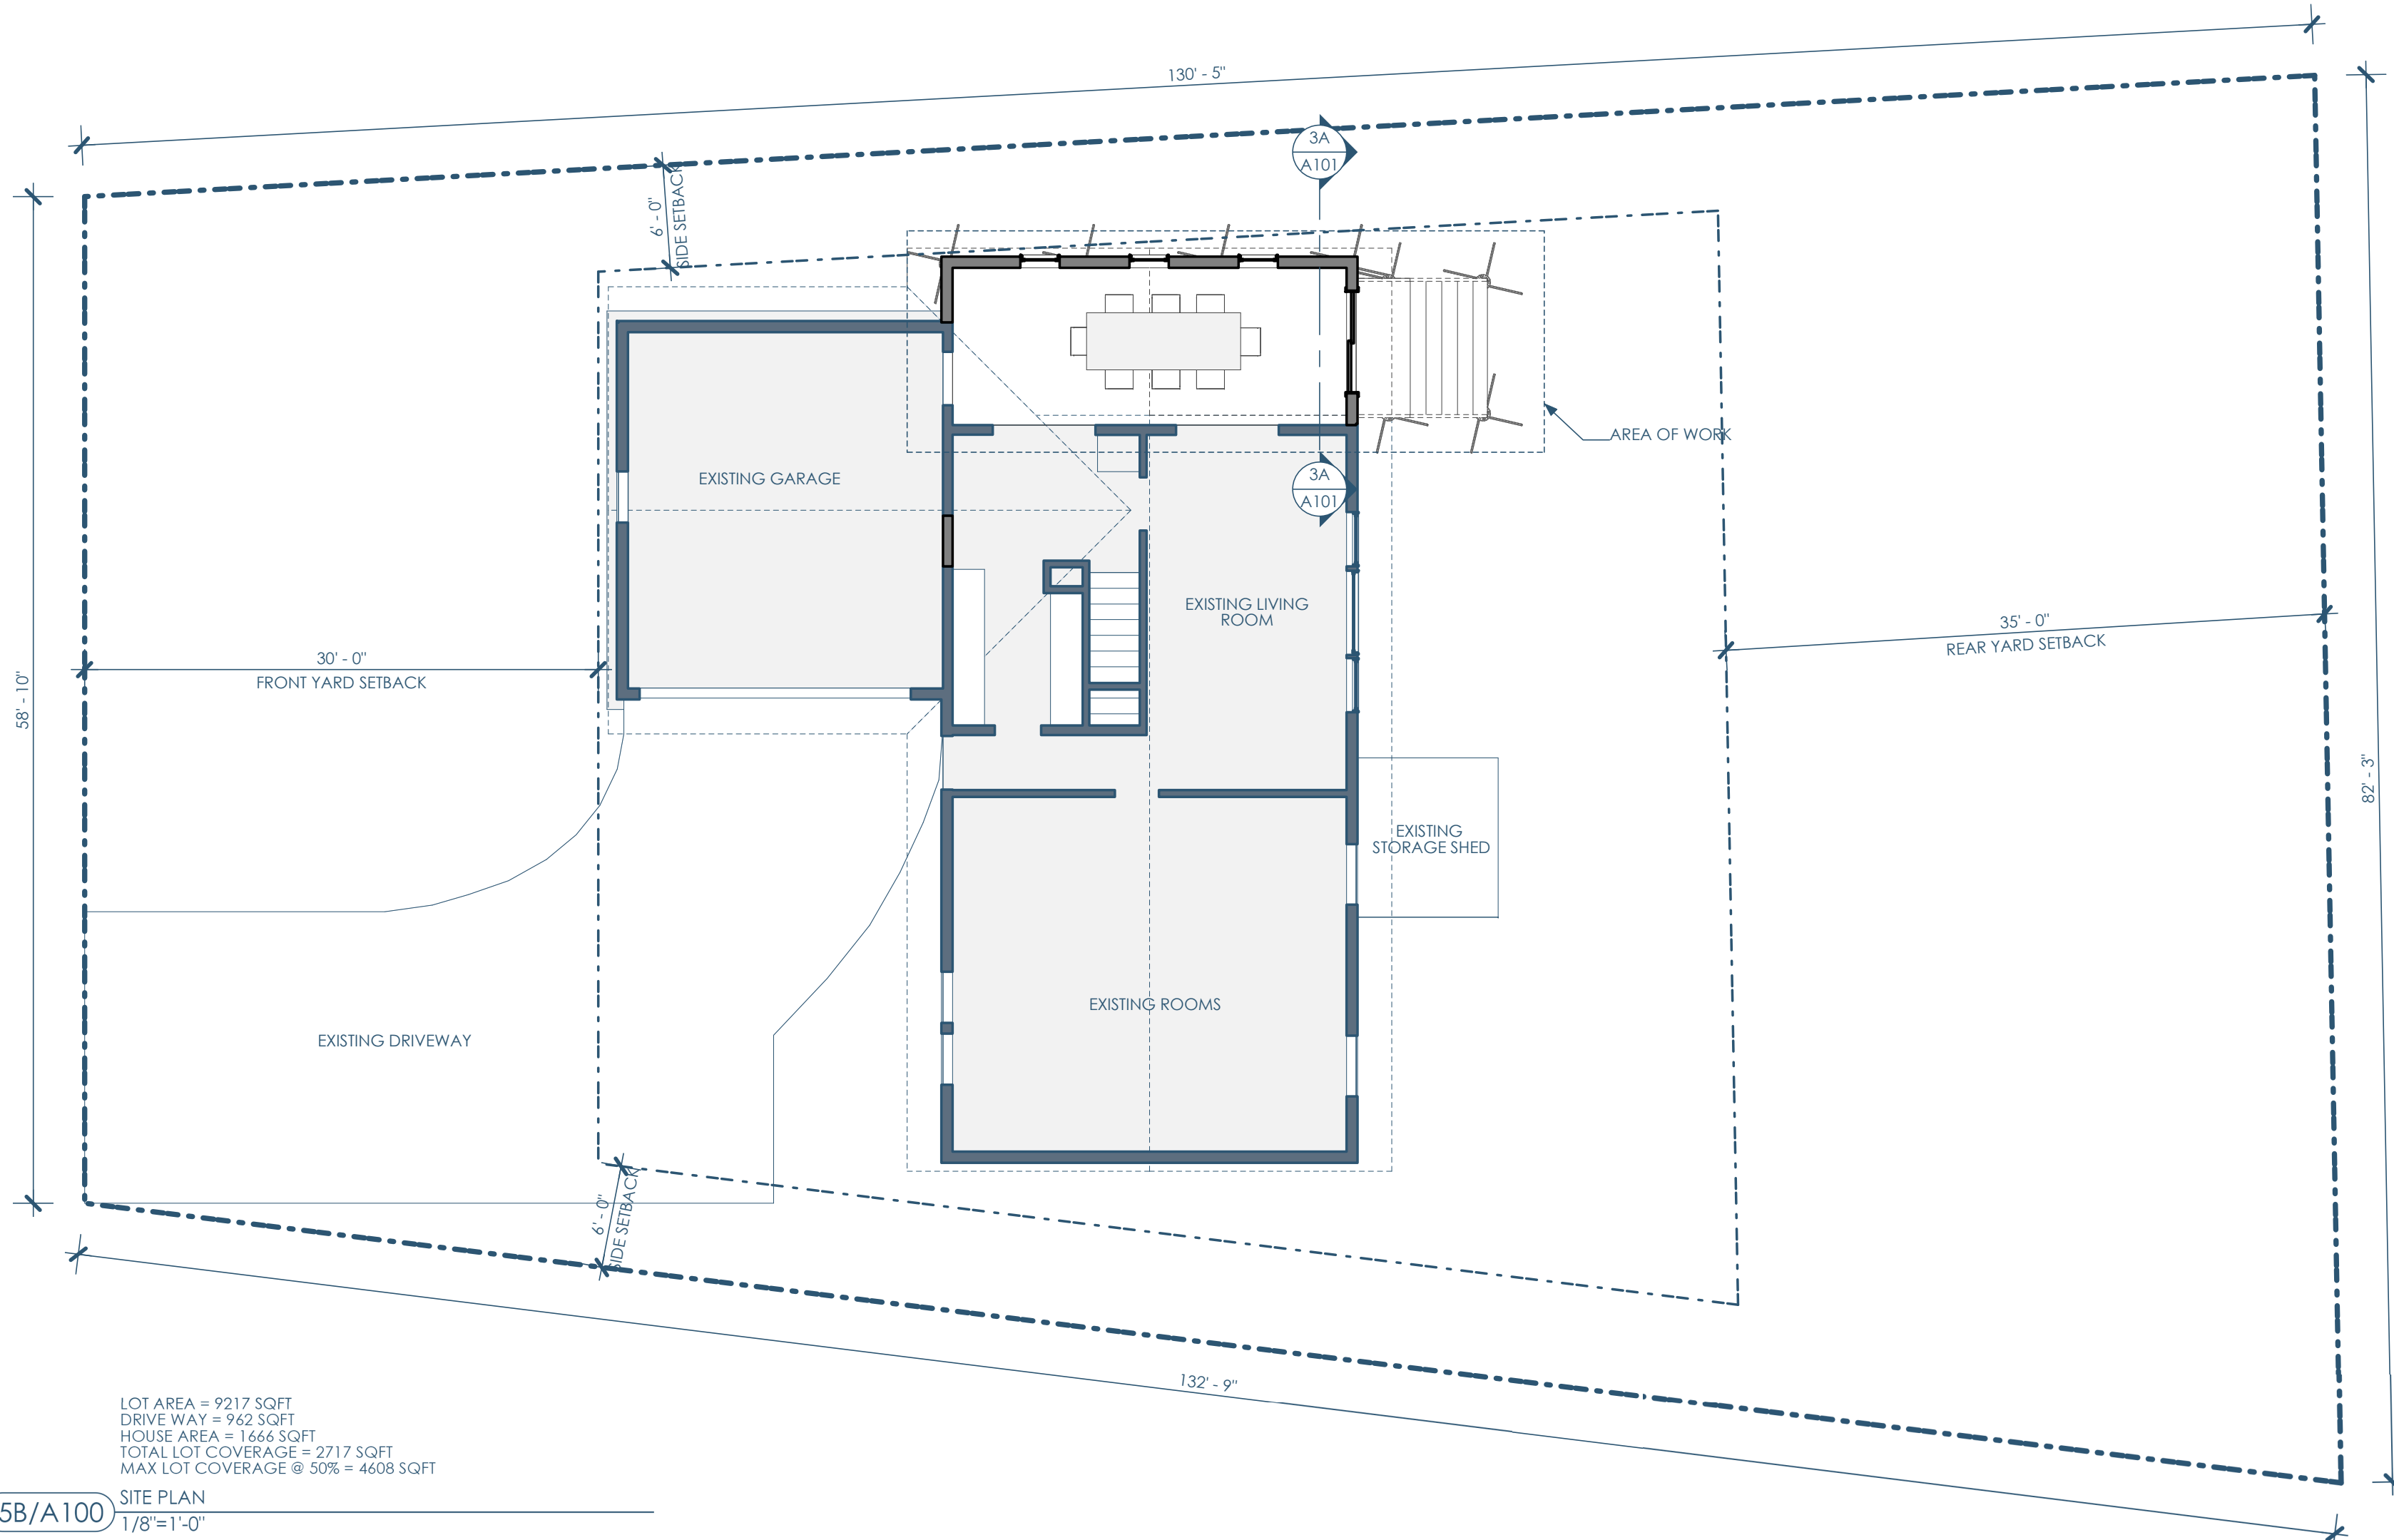 130' - 5"
3A
A101
6' - 0"
SIDE SETBACK
AREA OF WORK
EXISTING GARAGE
3A
A101
EXISTING LIVING
ROOM
35' - 0"
REAR YARD SETBACK
30' - 0"
FRONT YARD SETBACK
58' - 10"
82' - 3"
EXISTING
STORAGE SHED
EXISTING ROOMS
EXISTING DRIVEWAY
6' - 0"
SIDE SETBACK
132' - 9"
LOT AREA = 9217 SQFT
DRIVE WAY = 962 SQFT
HOUSE AREA = 1666 SQFT
TOTAL LOT COVERAGE = 2717 SQFT
MAX LOT COVERAGE @ 50% = 4608 SQFT
5B/A100
SITE PLAN
1/8"=1'-0"